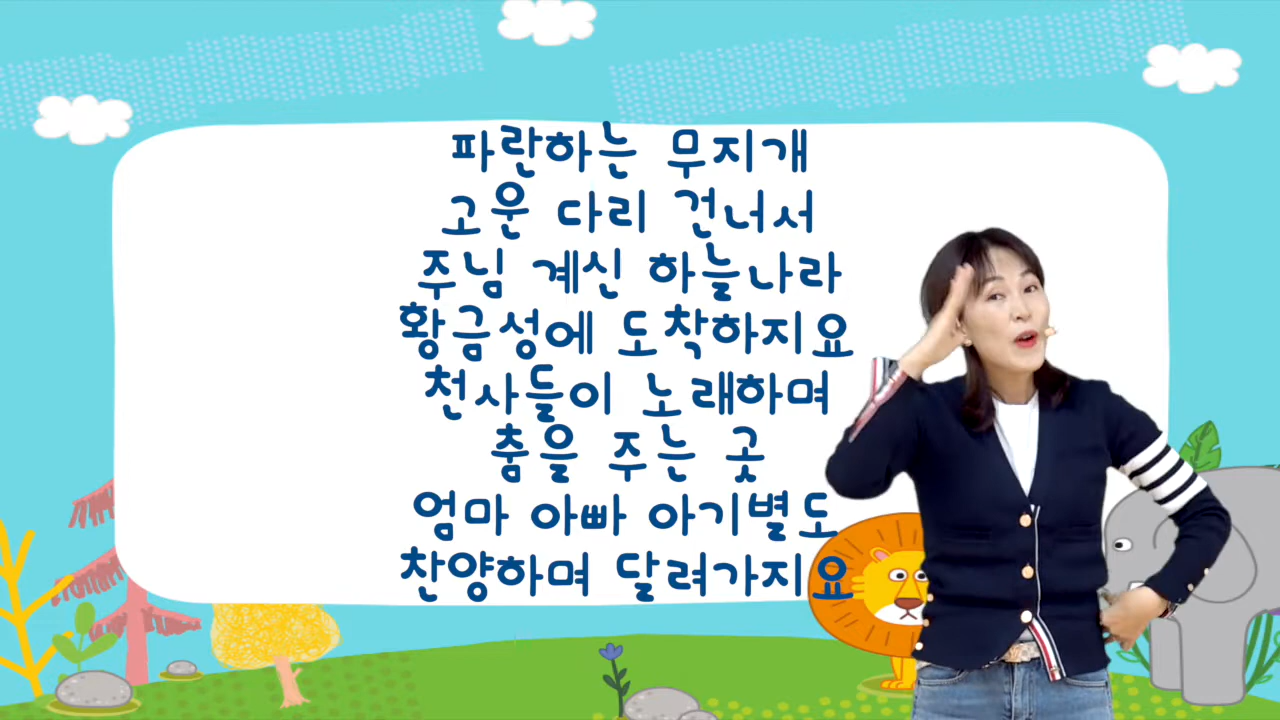 파란하는 무지개
고운 다리 건너서
주님 계신 하늘나라
황금성에 도착하지요
천사들이 노래하며
춤을 주는 곳
엄마 아빠 아기별도
찬양하며 달려가지요